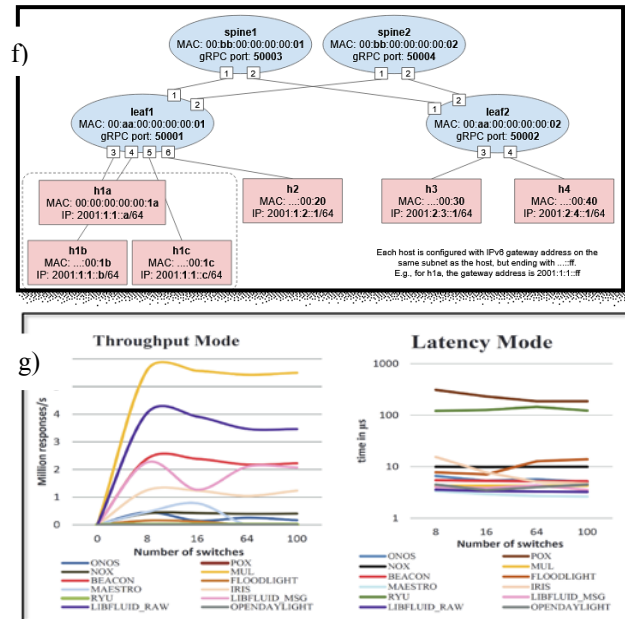 f)
spine1
MAC: 00:bb:00:00:00:00:01
gRPC port: 50003
spine2
MAC: 00:bb:00:00:00:00:02
gRPC port: 50004
1
2
1
2
1
2
1
2
leaf1
MAC: 00:aa:00:00:00:00:01
gRPC port: 50001
leaf2
MAC: 00:aa:00:00:00:00:02
gRPC port: 50002
3
4
5
6
3
4
h1a
MAC: 00:00:00:00:00:1a
IP: 2001:1:1::a/64
h2
MAC: ...:00:20
IP: 2001:1:2::1/64
h3
MAC: ...:00:30
IP: 2001:2:3::1/64
h4
MAC: ...:00:40
IP: 2001:2:4::1/64
h1b
MAC: ...:00:1b
IP: 2001:1:1::b/64
h1c
MAC: ...:00:1c
IP: 2001:1:1::c/64
Each host is configured with IPv6 gateway address on the
same subnet as the host, but ending with ...::ff.
E.g., for h1a, the gateway address is 2001:1:1::ff
g)
Throughput Mode
Million responses/s
4
3
2
1
0
0
8
16
64
100
Number of switches
ONOS
POX
NOX
MUL
BEACON
FLOODLIGHT
MAESTRO
IRIS
RYU
LIBFLUID_MSG
LIBFLUID_RAW
OPENDAYLIGHT
Latency Mode
time in µs
1000
100
10
1
8
16
64
100
Number of switches
ONOS
POX
NOX
MUL
BEACON
FLOODLIGHT
MAESTRO
IRIS
RYU
LIBFLUID_MSG
LIBFLUID_RAW
OPENDAYLIGHT